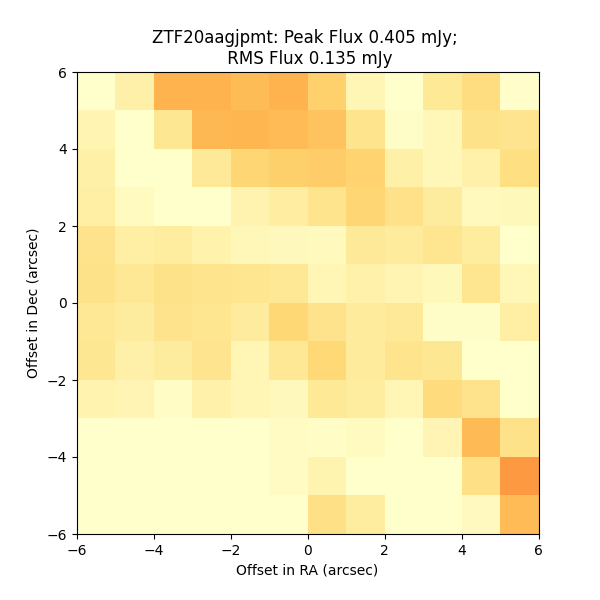 ZTF20aagjpmt: Peak Flux 0.405 mJy;
RMS Flux 0.135 mJy
6
4
2
0
−2
−4
−6
Offset in Dec (arcsec)
−6 −4 −2 0 2 4 6
Offset in RA (arcsec)